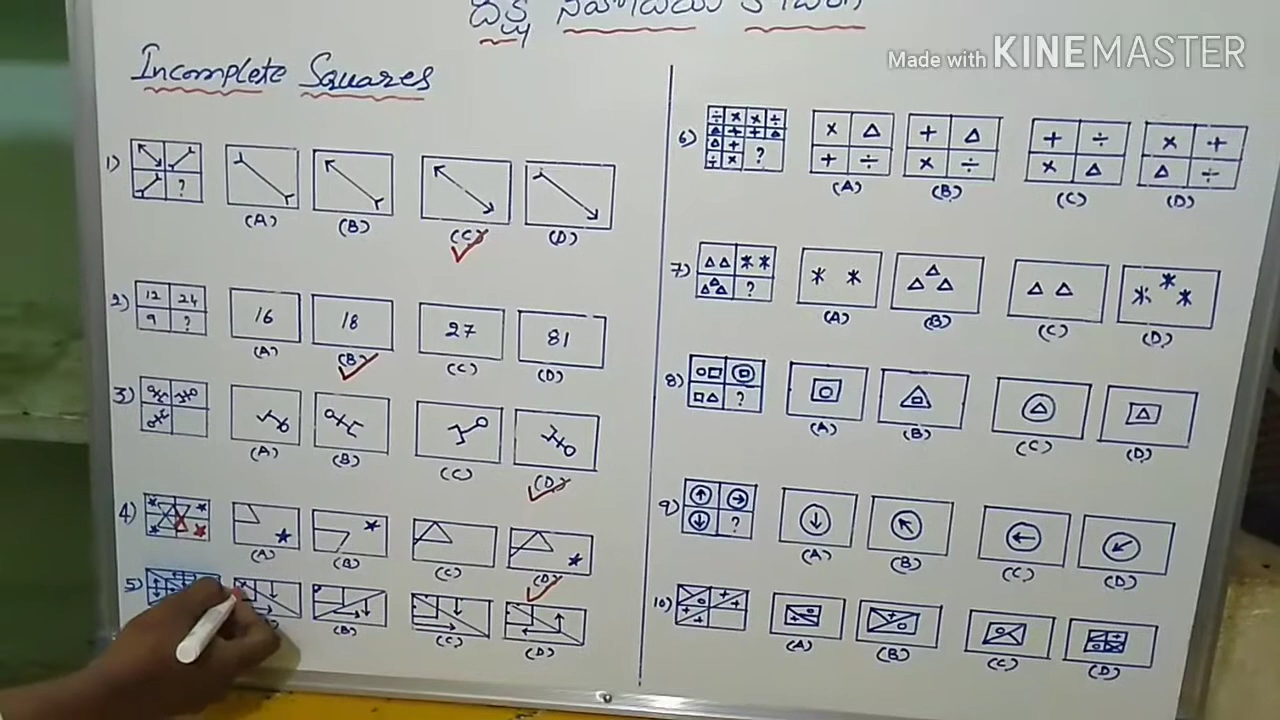 Made with KINEMASTER
Incomplete Squares
1) ?
(A) (B) (C) (D)
2) 12 24 9 ?
16 18 27 81
(A) (B) (C) (D)
3)
(A) (B) (C) (D)
4)
(A) (B) (C) (D)
5)
(B) (C) (D)
6) ÷ × × ÷
Δ + + Δ
Δ +
÷ × ?
× Δ + Δ + ÷ × +
+ ÷ × ÷ × Δ Δ ÷
(A) (B) (C) (D)
7) ?
(A) (B) (C) (D)
8) ?
(A) (B) (C) (D)
9) ?
(A) (B) (C) (D)
10)
(A) (B) (C) (D)